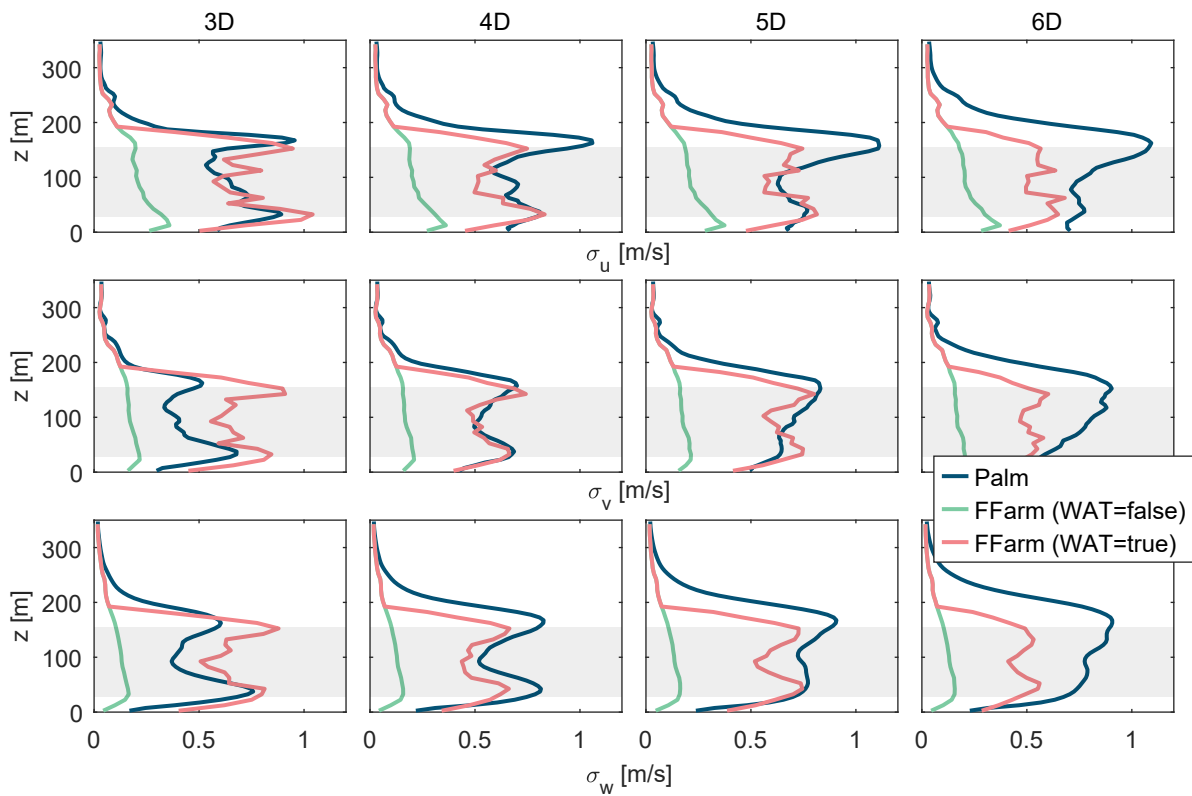 3D 4D 5D 6D
300
200
100
0
z [m]
σu [m/s]
300
200
100
0
z [m]
σv [m/s]
Palm
FFarm (WAT=false)
FFarm (WAT=true)
300
200
100
0
z [m]
0 0.5 1 0 0.5 1 0 0.5 1 0 0.5 1
σw [m/s]